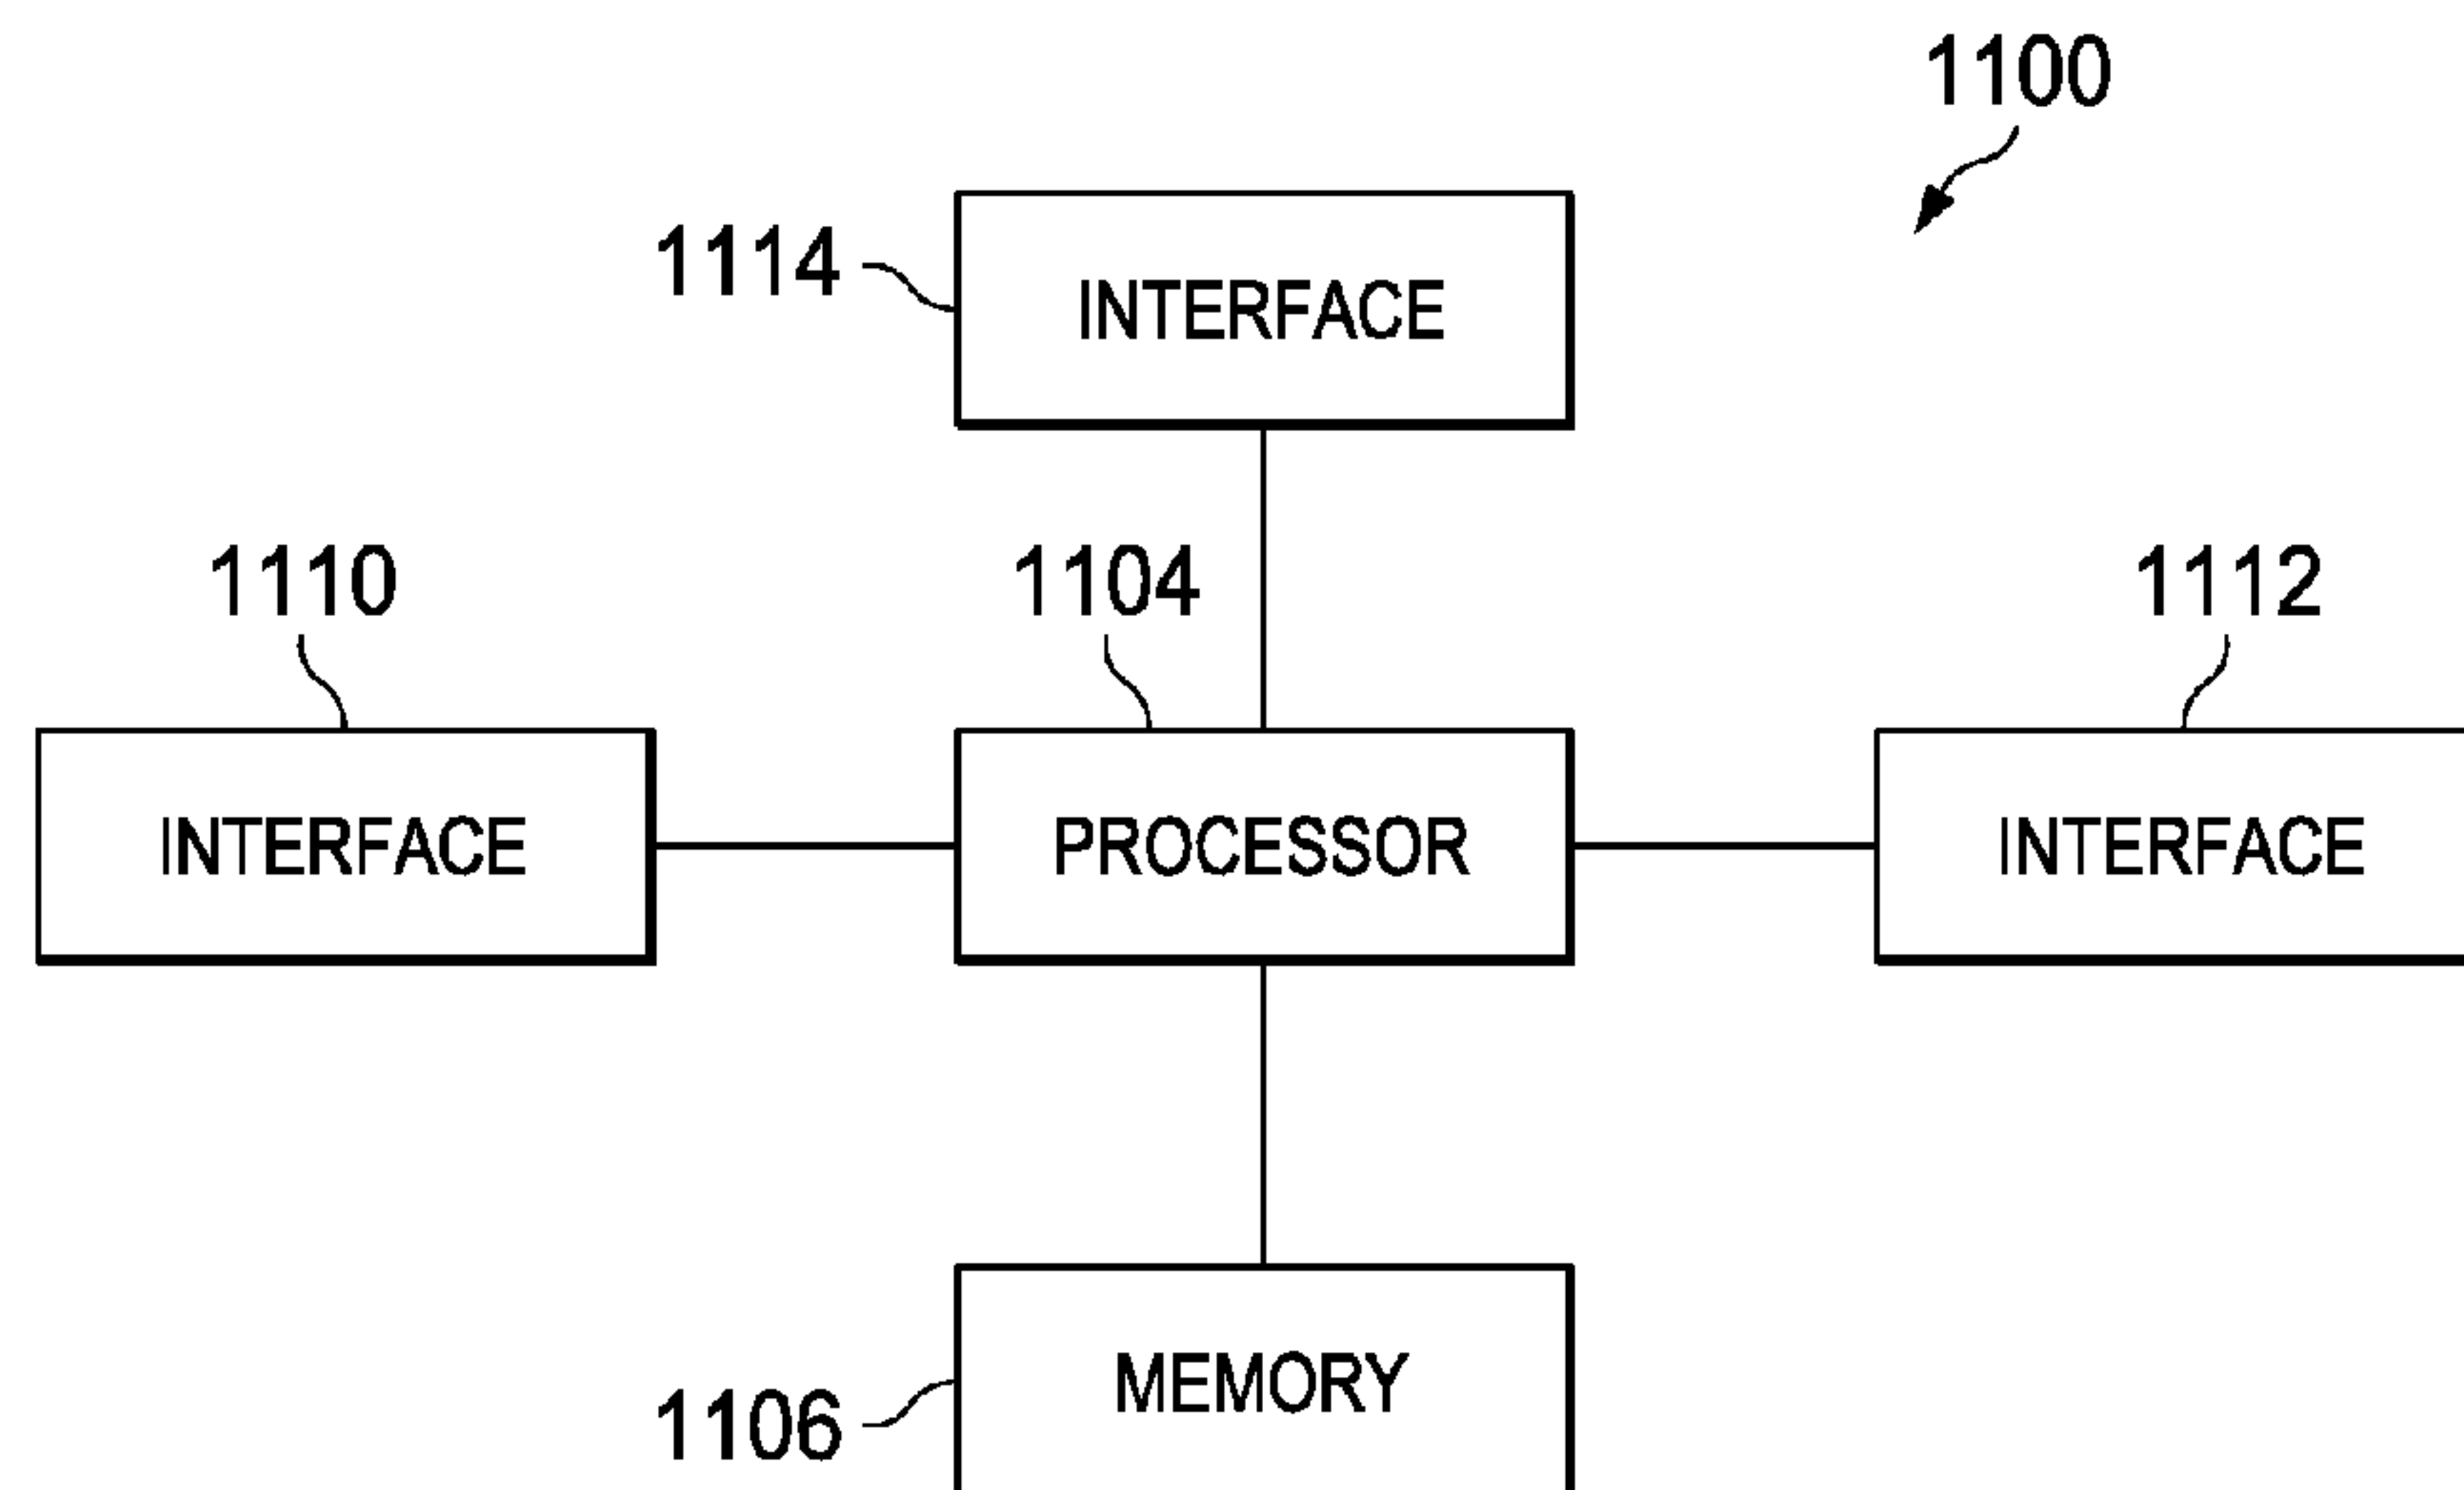 1100
1114
INTERFACE
1110
1104
1112
INTERFACE
PROCESSOR
INTERFACE
MEMORY
1106